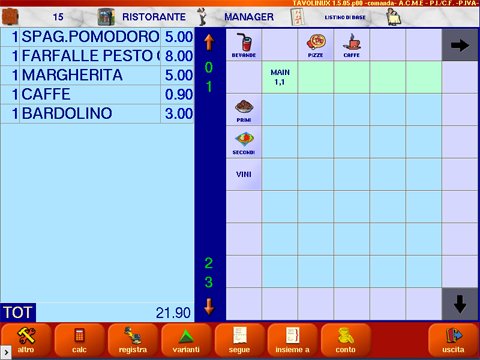 TAVOLINUX 1.5.05 p00 -comanda- A.C.M.E - P.I./C.F. -P.IVA-
15 RISTORANTE MANAGER LISTINO DI BASE
1 SPAG.POMODORO 5.00
1 FARFALLE PESTO 8.00
1 MARGHERITA 5.00
1 CAFFE 0.90
1 BARDOLINO 3.00
0
1
2
3
BEVANDE PIZZE CAFFE
MAIN
1,1
PRIMI
SECONDI
VINI
TOT 21.90
altro calc registra varianti segue insieme a conto uscita